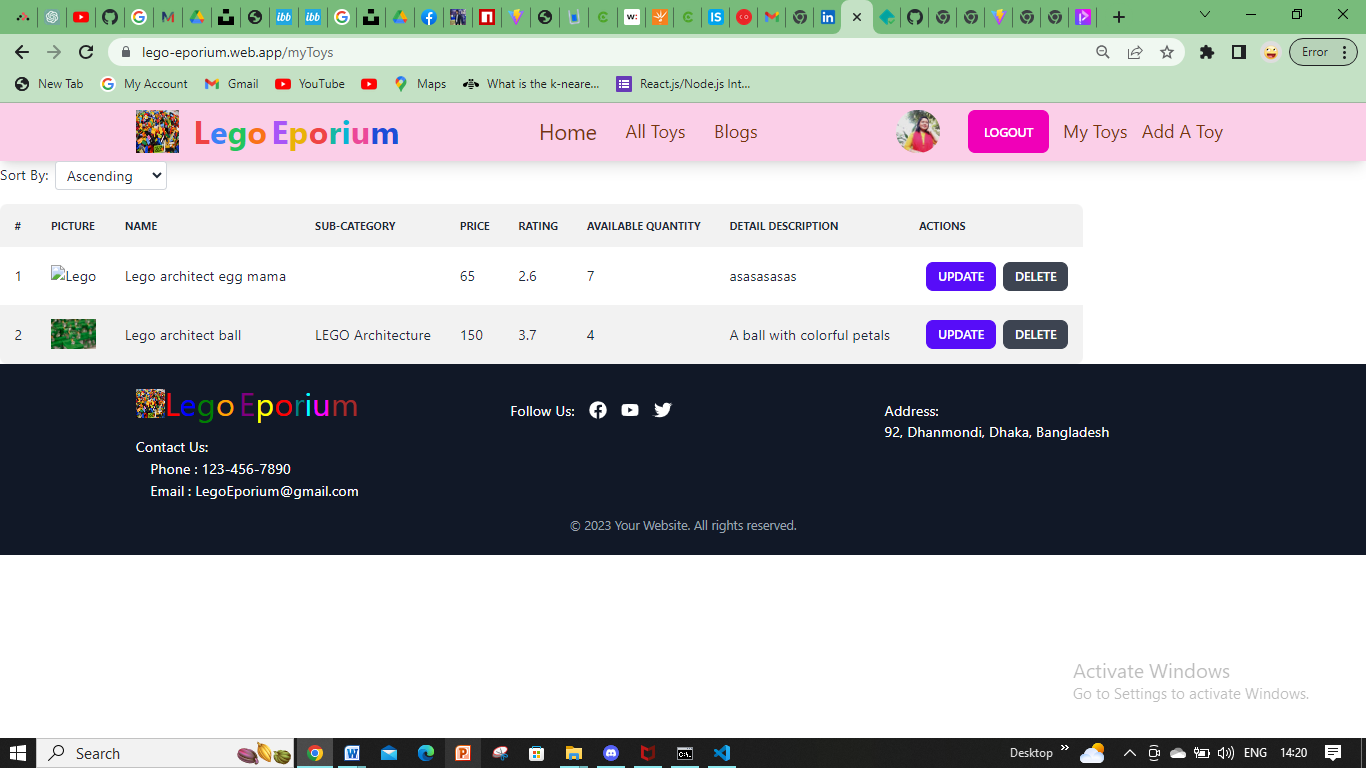 lego-eporium.web.app/myToys
Error
New Tab
My Account
Gmail
YouTube
Maps
What is the k-neare...
React.js/Node.js Int...
Lego Eporium
Home
All Toys
Blogs
LOGOUT
My Toys
Add A Toy
Sort By: Ascending
# PICTURE NAME SUB-CATEGORY PRICE RATING AVAILABLE QUANTITY DETAIL DESCRIPTION ACTIONS
1 Lego Lego architect egg mama 65 2.6 7 asasasasas UPDATE DELETE
2 Lego architect ball LEGO Architecture 150 3.7 4 A ball with colorful petals UPDATE DELETE
Lego Eporium
Follow Us:
Address:
92, Dhanmondi, Dhaka, Bangladesh
Contact Us:
Phone : 123-456-7890
Email : LegoEporium@gmail.com
© 2023 Your Website. All rights reserved.
Activate Windows
Go to Settings to activate Windows.
Search
Desktop
ENG
14:20